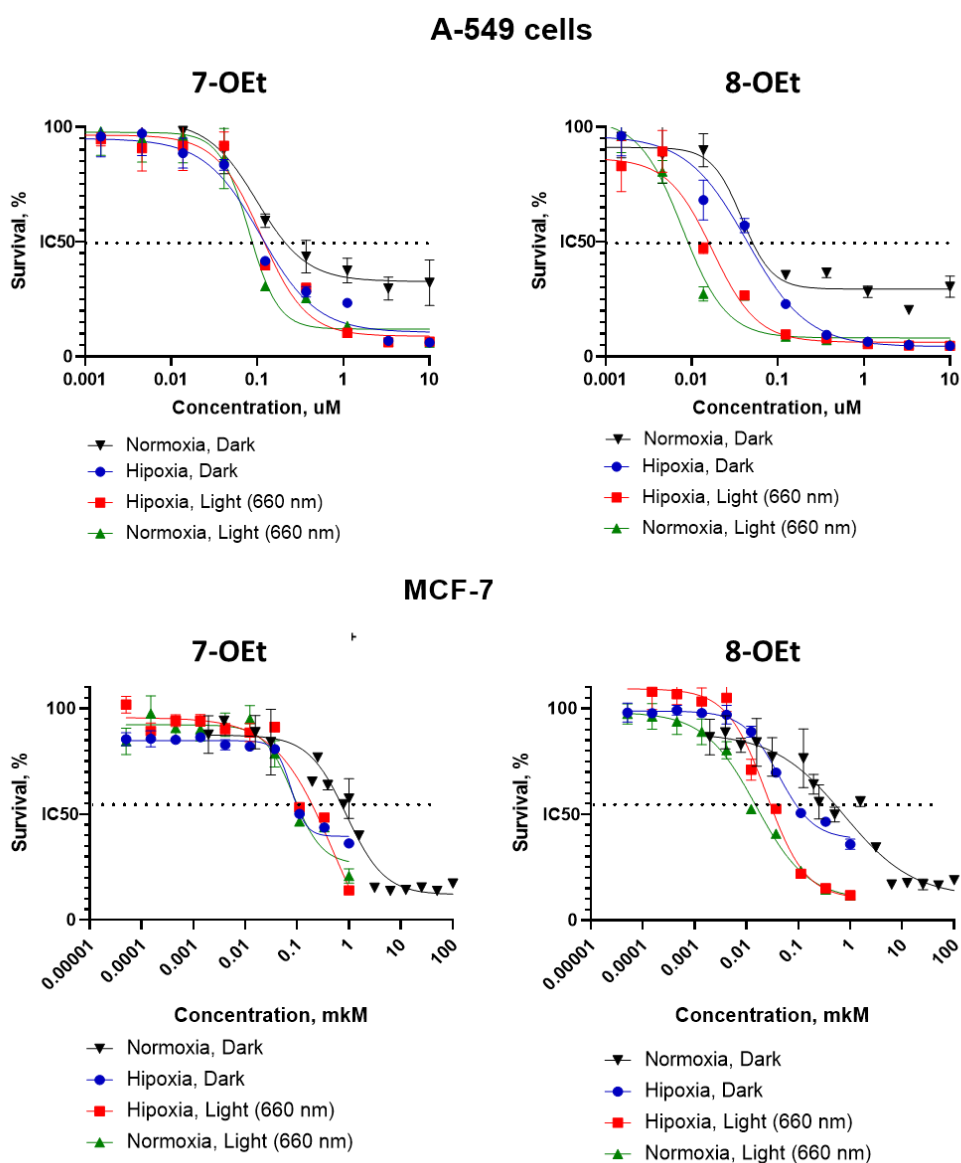 A-549 cells
7-OEt
8-OEt
Survival, %
100
IC50
0
0.001 0.01 0.1 1 10
Concentration, uM
Survival, %
100
IC50
0
0.001 0.01 0.1 1 10
Concentration, uM
Normoxia, Dark
Hipoxia, Dark
Hipoxia, Light (660 nm)
Normoxia, Light (660 nm)
Normoxia, Dark
Hipoxia, Dark
Hipoxia, Light (660 nm)
Normoxia, Light (660 nm)
MCF-7
7-OEt
8-OEt
Survival, %
100
IC50
0
0.00001 0.0001 0.001 0.01 0.1 1 10 100
Concentration, mkM
Survival, %
100
IC50
0
0.00001 0.0001 0.001 0.01 0.1 1 10 100
Concentration, mkM
Normoxia, Dark
Hipoxia, Dark
Hipoxia, Light (660 nm)
Normoxia, Light (660 nm)
Normoxia, Dark
Hipoxia, Dark
Hipoxia, Light (660 nm)
Normoxia, Light (660 nm)